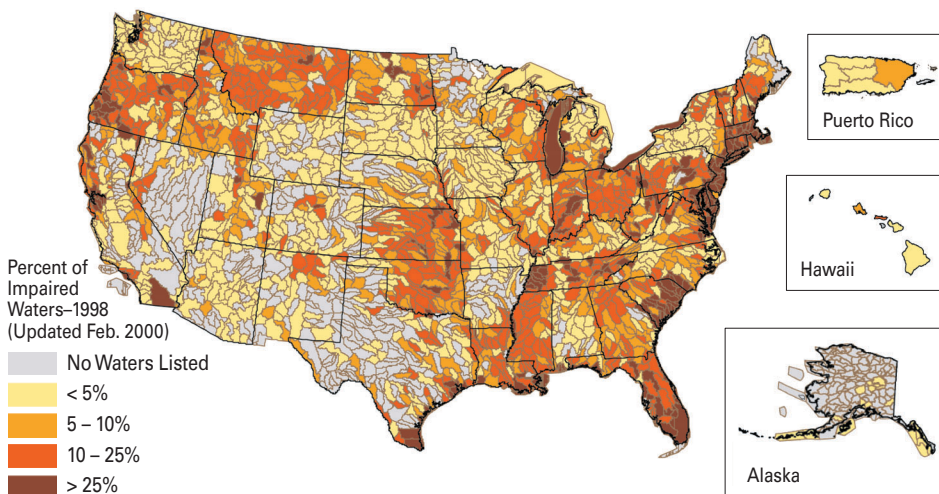 Puerto Rico
Hawaii
Percent of
Impaired
Waters–1998
(Updated Feb. 2000)
No Waters Listed
< 5%
5 – 10%
10 – 25%
> 25%
Alaska